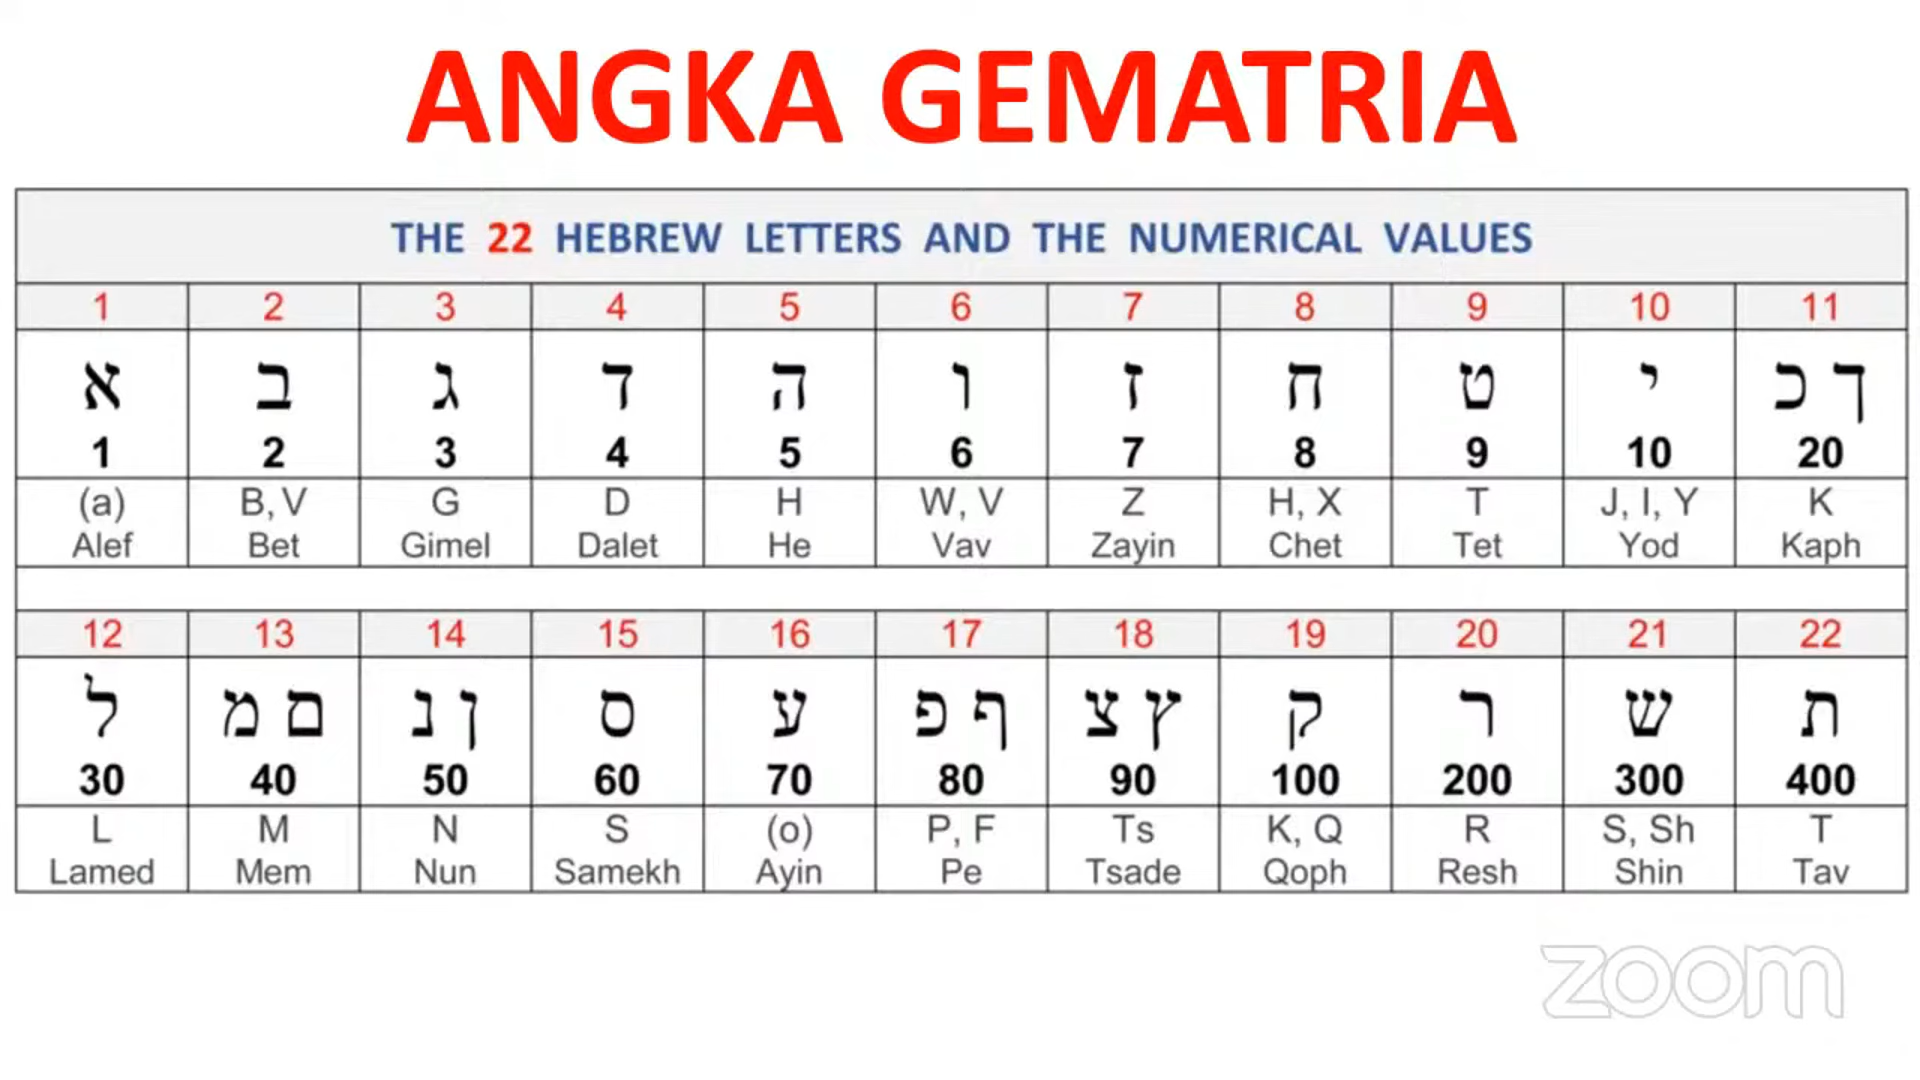 ANGKA GEMATRIA
THE 22 HEBREW LETTERS AND THE NUMERICAL VALUES
1 2 3 4 5 6 7 8 9 10 11
א ב ג ד ה ו ז ח ט י כ ך
1 2 3 4 5 6 7 8 9 10 20
(a) B, V G D H W, V Z H, X T J, I, Y K
Alef Bet Gimel Dalet He Vav Zayin Chet Tet Yod Kaph
12 13 14 15 16 17 18 19 20 21 22
ל מ ם נ ן ס ע פ ף צ ץ ק ר ש ת
30 40 50 60 70 80 90 100 200 300 400
L M N S (o) P, F Ts K, Q R S, Sh T
Lamed Mem Nun Samekh Ayin Pe Tsade Qoph Resh Shin Tav
zoom